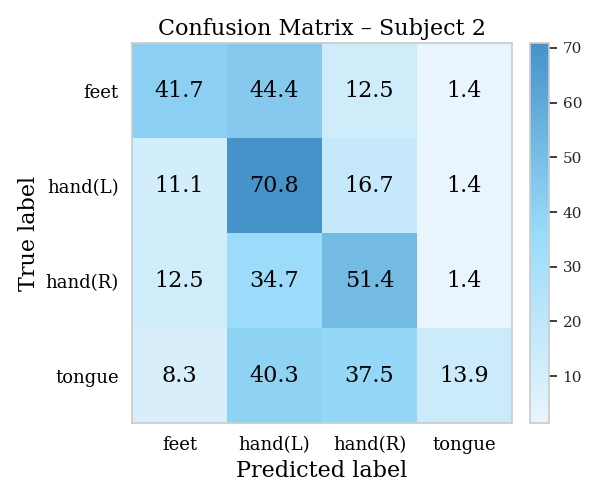 Confusion Matrix – Subject 2
feet 41.7 44.4 12.5 1.4
hand(L) 11.1 70.8 16.7 1.4
hand(R) 12.5 34.7 51.4 1.4
tongue 8.3 40.3 37.5 13.9
feet hand(L) hand(R) tongue
Predicted label
True label
70
60
50
40
30
20
10